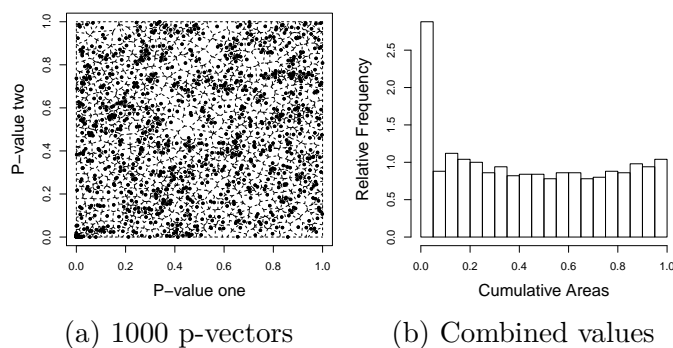 1.0
0.8
0.6
0.4
0.2
0.0
P−value two
0.0 0.2 0.4 0.6 0.8 1.0
P−value one
2.5
2.0
1.5
1.0
0.5
0.0
Relative Frequency
0.0 0.2 0.4 0.6 0.8 1.0
Cumulative Areas
(a) 1000 p-vectors
(b) Combined values